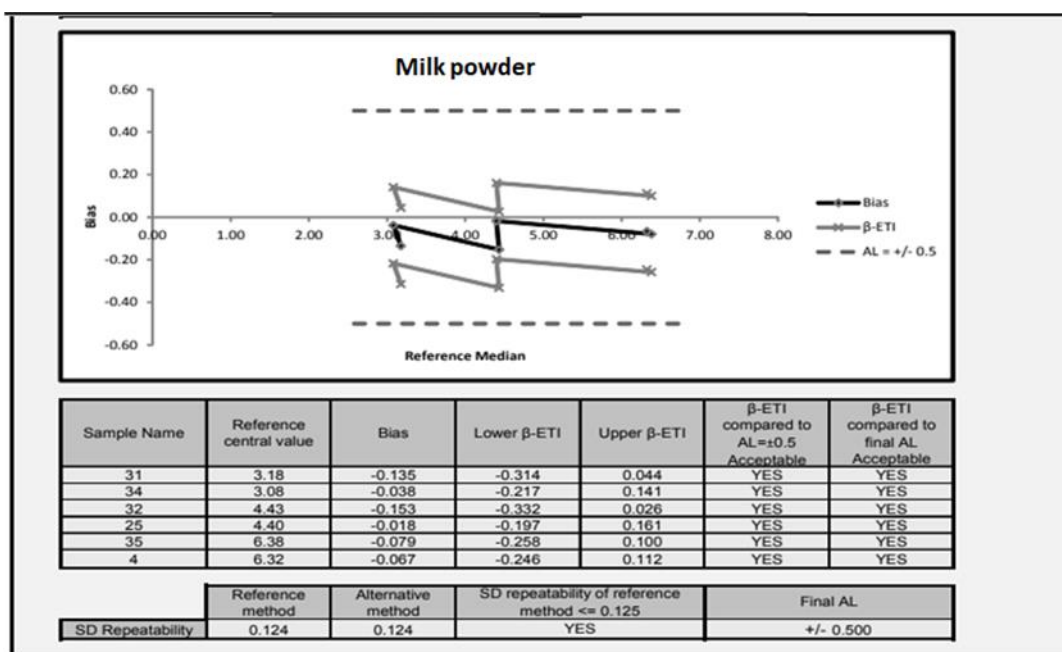 Milk powder
0.60
0.40
0.20
0.00
-0.20
-0.40
-0.60
0.00 1.00 2.00 3.00 4.00 5.00 6.00 7.00 8.00
Bias
Reference Median
Bias
β-ETI
AL = +/- 0.5
Sample Name Reference central value Bias Lower β-ETI Upper β-ETI β-ETI compared to AL=±0.5 Acceptable β-ETI compared to final AL Acceptable
31 3.18 -0.135 -0.314 0.044 YES YES
34 3.08 -0.038 -0.217 0.141 YES YES
32 4.43 -0.153 -0.332 0.026 YES YES
25 4.40 -0.018 -0.197 0.161 YES YES
35 6.38 -0.079 -0.258 0.100 YES YES
4 6.32 -0.067 -0.246 0.112 YES YES
Reference method Alternative method SD repeatability of reference method <= 0.125 Final AL
SD Repeatability 0.124 0.124 YES +/- 0.500